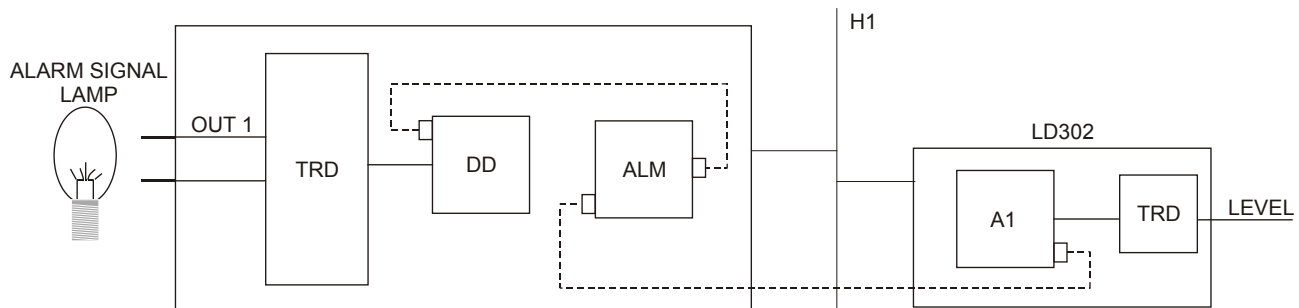 H1
ALARM SIGNAL
LAMP
OUT 1
TRD
DD
ALM
LD302
A1
TRD
LEVEL